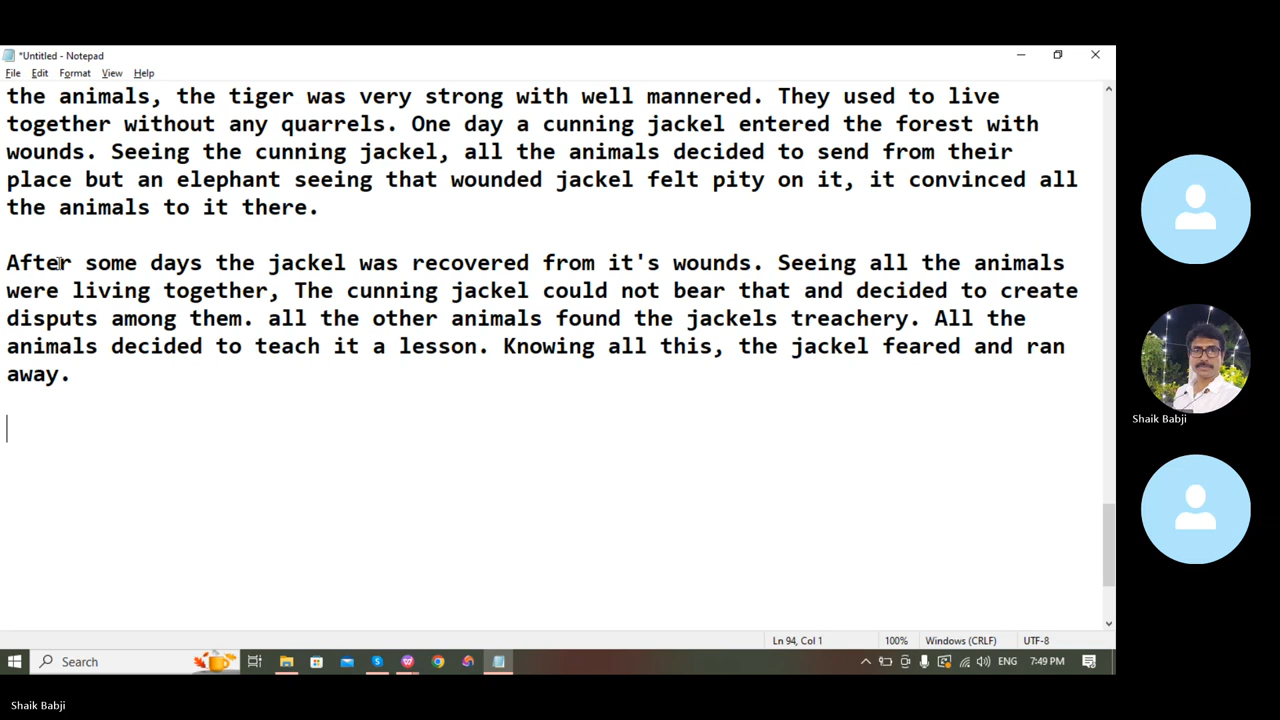 *Untitled - Notepad
File Edit Format View Help
the animals, the tiger was very strong with well mannered. They used to live
together without any quarrels. One day a cunning jackel entered the forest with
wounds. Seeing the cunning jackel, all the animals decided to send from their
place but an elephant seeing that wounded jackel felt pity on it, it convinced all
the animals to it there.
After some days the jackel was recovered from it's wounds. Seeing all the animals
were living together, The cunning jackel could not bear that and decided to create
disputs among them. all the other animals found the jackels treachery. All the
animals decided to teach it a lesson. Knowing all this, the jackel feared and ran
away.
Shaik Babji
Ln 94, Col 1 100% Windows (CRLF) UTF-8
Search ENG 7:49 PM
Shaik Babji